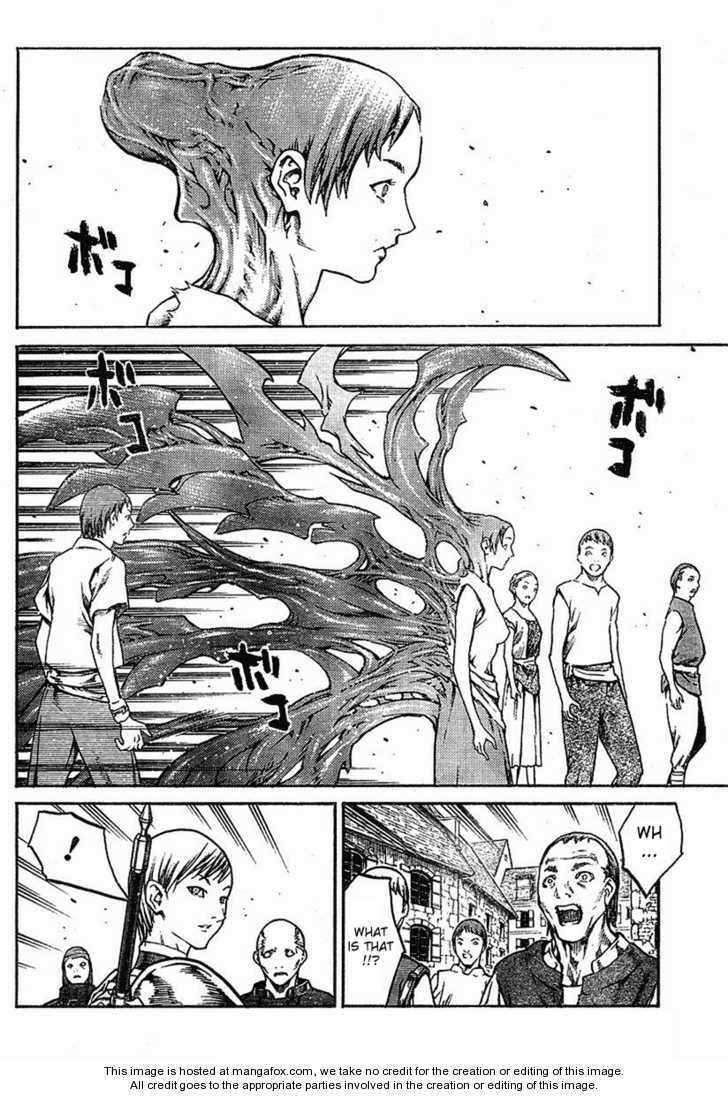 ボコ
ボコ
ボコ
ボコ
!
WH
...
WHAT
IS THAT
!!?
This image is hosted at mangafox.com, we take no credit for the creation or editing of this image.
All credit goes to the appropriate parties involved in the creation or editing of this image.